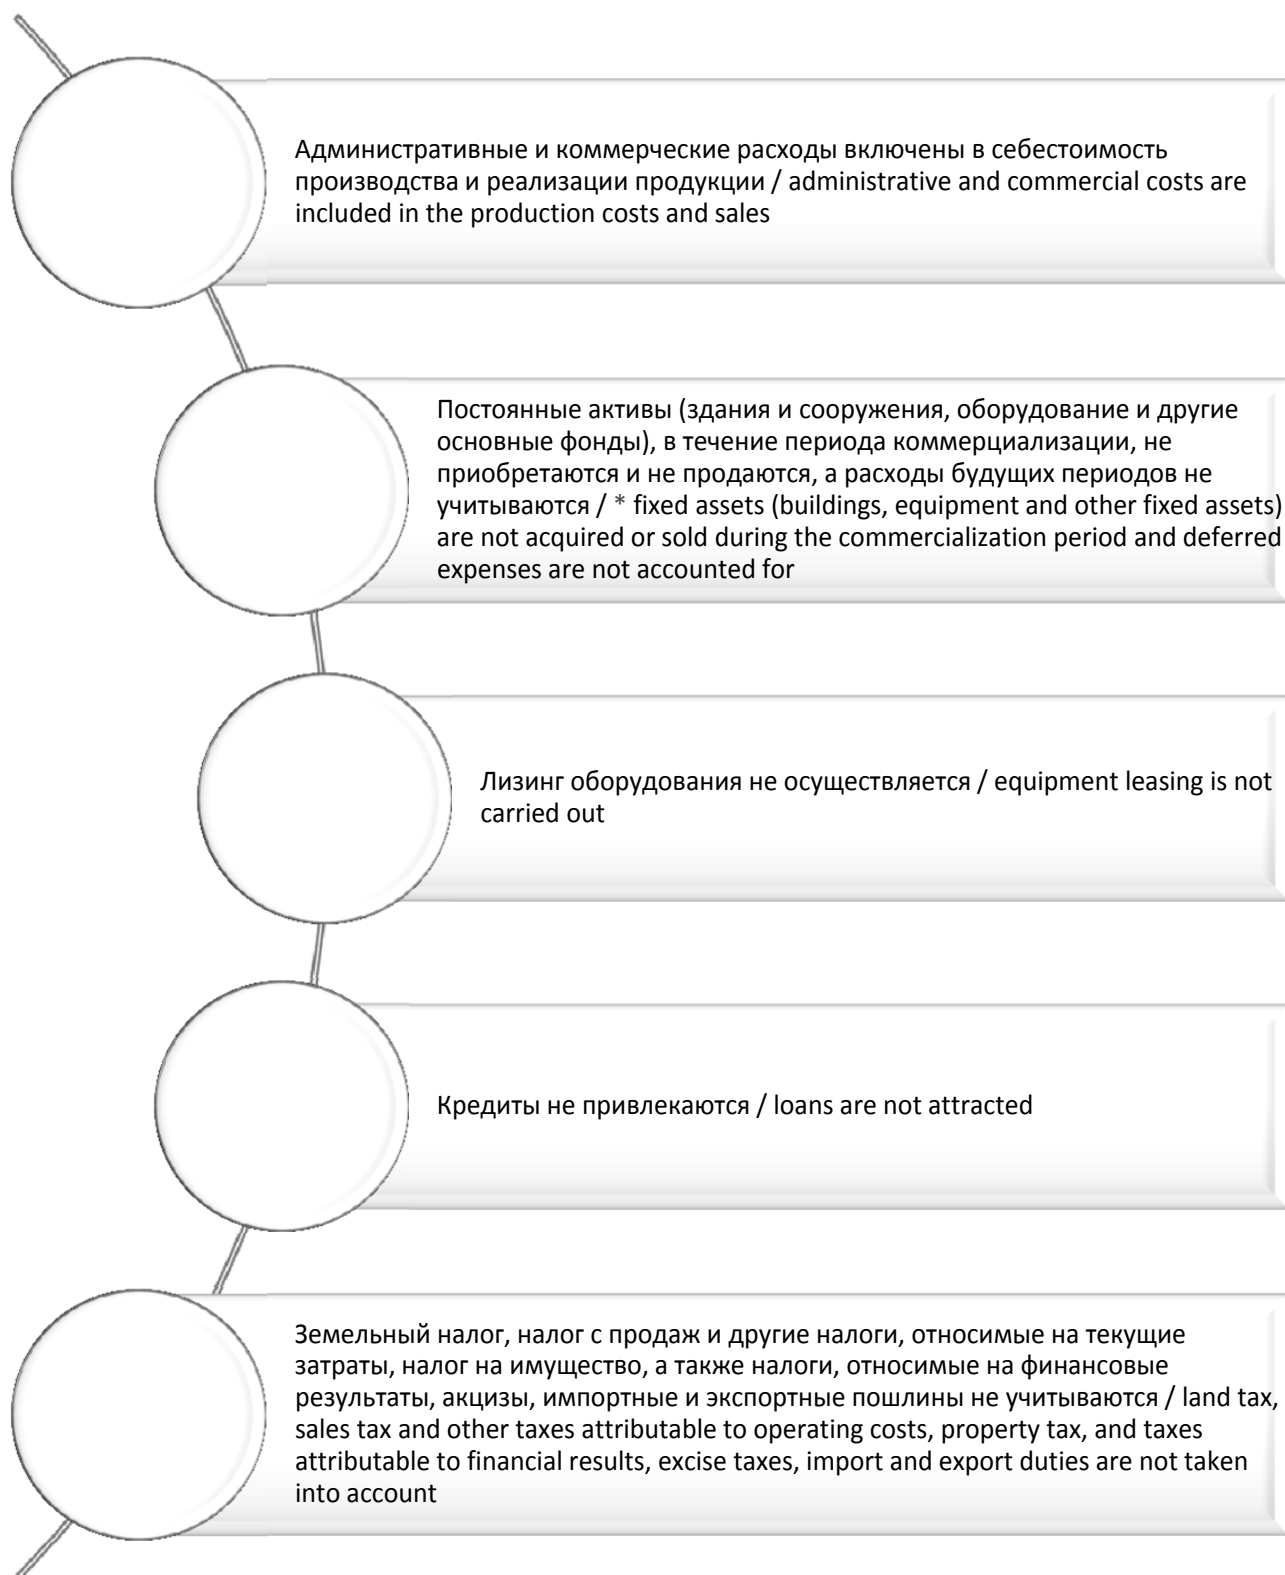 Административные и коммерческие расходы включены в себестоимость
производства и реализации продукции / administrative and commercial costs are
included in the production costs and sales
Постоянные активы (здания и сооружения, оборудование и другие
основные фонды), в течение периода коммерциализации, не
приобретаются и не продаются, а расходы будущих периодов не
учитываются / * fixed assets (buildings, equipment and other fixed assets)
are not acquired or sold during the commercialization period and deferred
expenses are not accounted for
Лизинг оборудования не осуществляется / equipment leasing is not
carried out
Кредиты не привлекаются / loans are not attracted
Земельный налог, налог с продаж и другие налоги, относимые на текущие
затраты, налог на имущество, а также налоги, относимые на финансовые
результаты, акцизы, импортные и экспортные пошлины не учитываются / land tax,
sales tax and other taxes attributable to operating costs, property tax, and taxes
attributable to financial results, excise taxes, import and export duties are not taken
into account